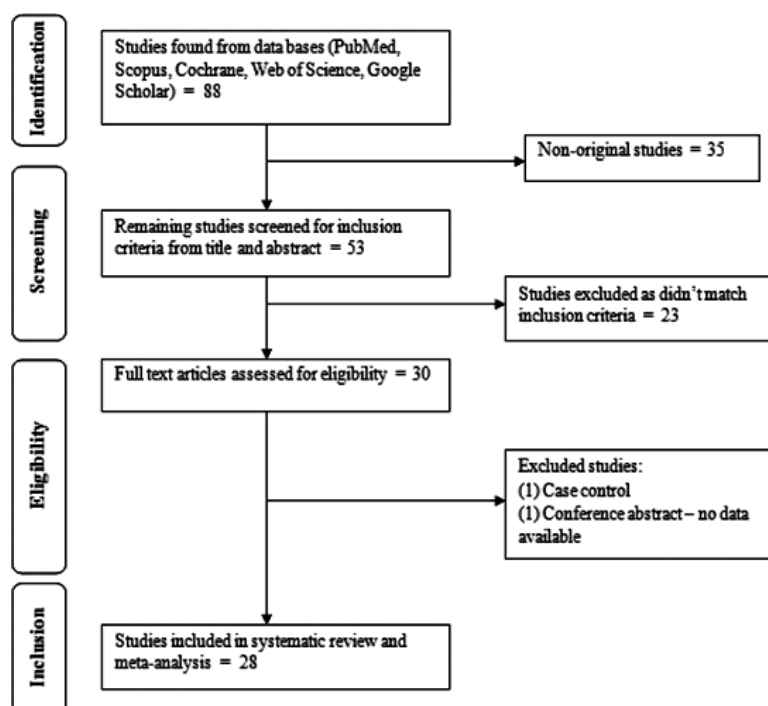 Identification
Studies found from data bases (PubMed,
Scopus, Cochrane, Web of Science, Google
Scholar) = 88
Non-original studies = 35
Screening
Remaining studies screened for inclusion
criteria from title and abstract = 53
Studies excluded as didn't match
inclusion criteria = 23
Eligibility
Full text articles assessed for eligibility = 30
Excluded studies:
(1) Case control
(1) Conference abstract – no data
available
Inclusion
Studies included in systematic review and
meta-analysis = 28